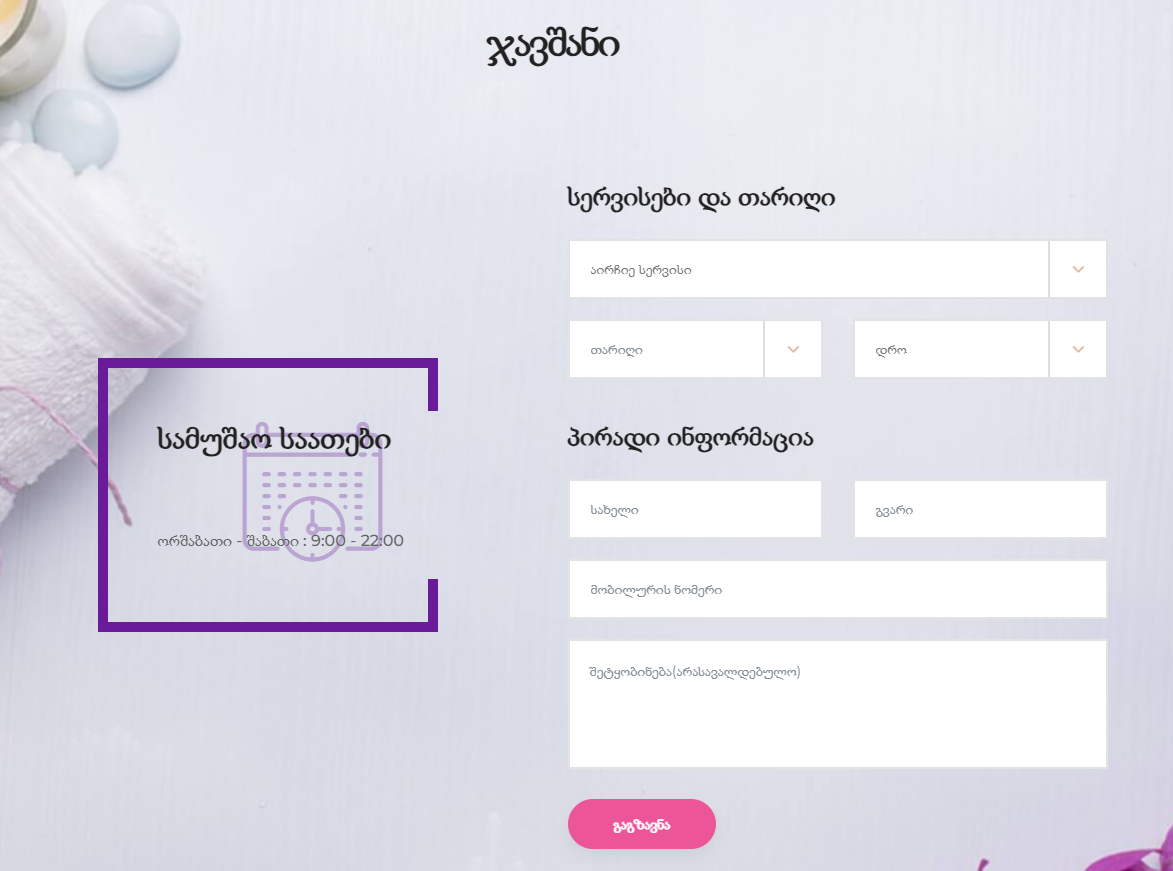 ჯავშანი
სერვისები და თარიღი
აირჩიე სერვისი
თარიღი
დრო
სამუშაო საათები
ორშაბათი - შაბათი : 9:00 - 22:00
პირადი ინფორმაცია
სახელი
გვარი
მობილურის ნომერი
შეტყობინება(არასავალდებულო)
გაგზავნა